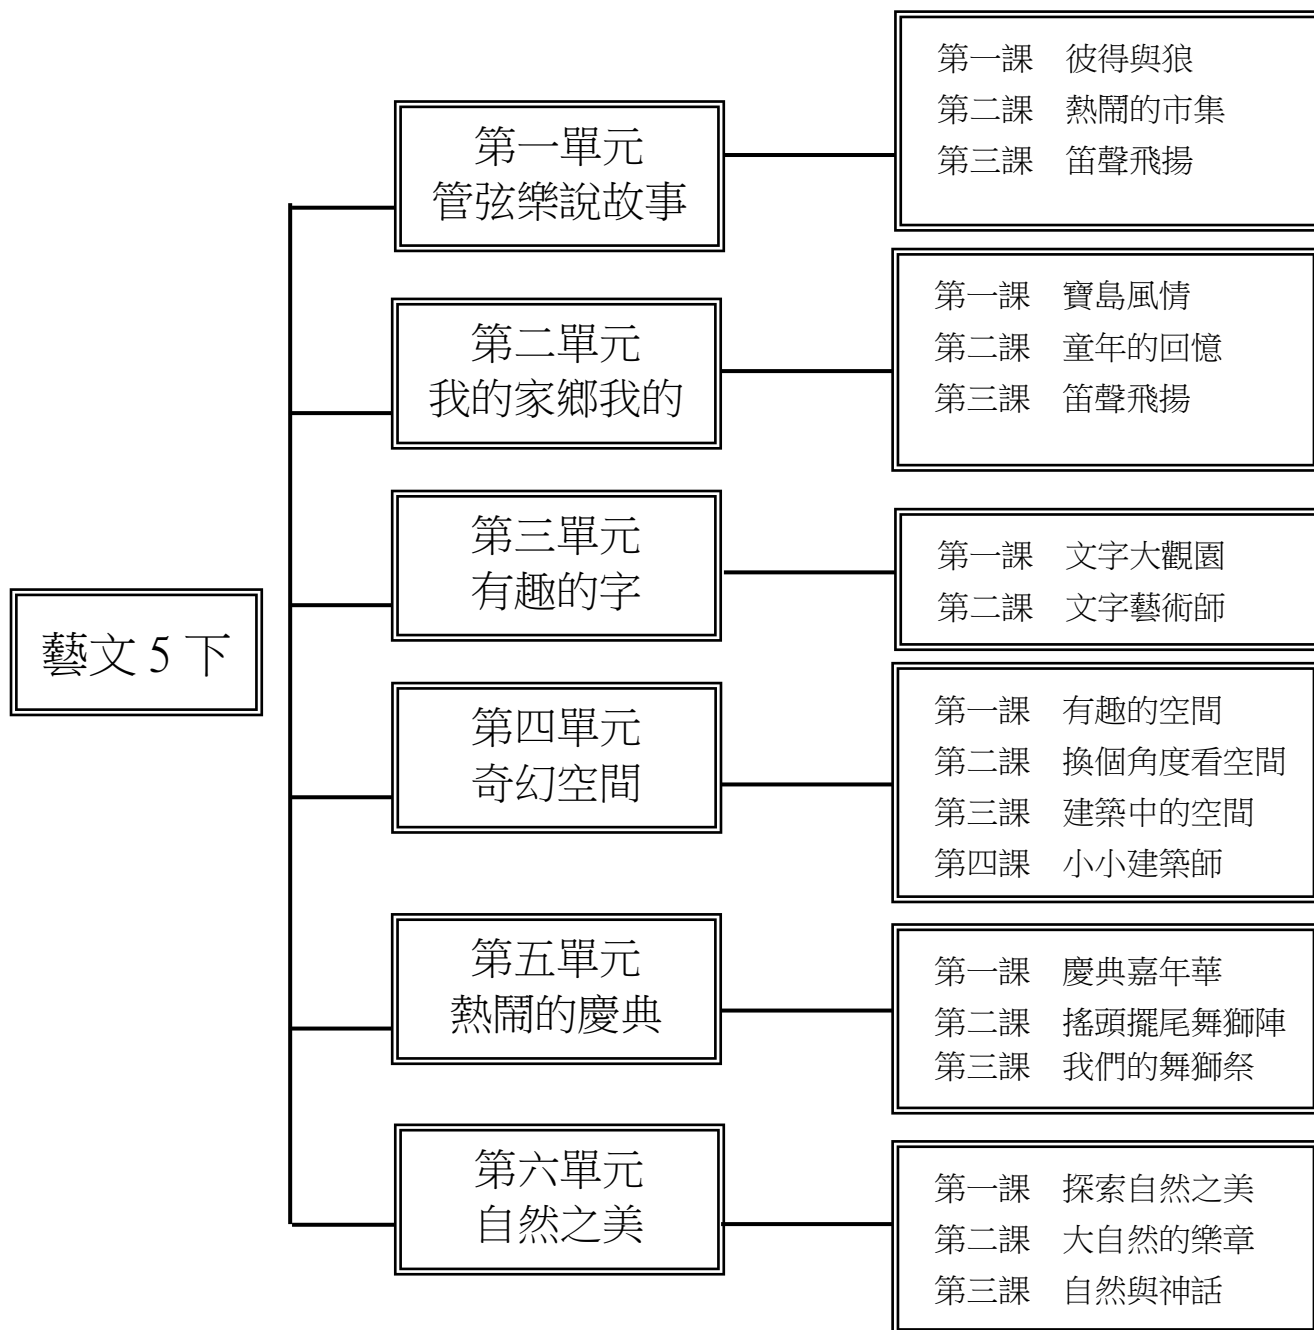 藝文 5 下
第一單元
管弦樂說故事
第一課　彼得與狼
第二課　熱鬧的市集
第三課　笛聲飛揚
第二單元
我的家鄉我的
第一課　寶島風情
第二課　童年的回憶
第三課　笛聲飛揚
第三單元
有趣的字
第一課　文字大觀園
第二課　文字藝術師
第四單元
奇幻空間
第一課　有趣的空間
第二課　換個角度看空間
第三課　建築中的空間
第四課　小小建築師
第五單元
熱鬧的慶典
第一課　慶典嘉年華
第二課　搖頭擺尾舞獅陣
第三課　我們的舞獅祭
第六單元
自然之美
第一課　探索自然之美
第二課　大自然的樂章
第三課　自然與神話